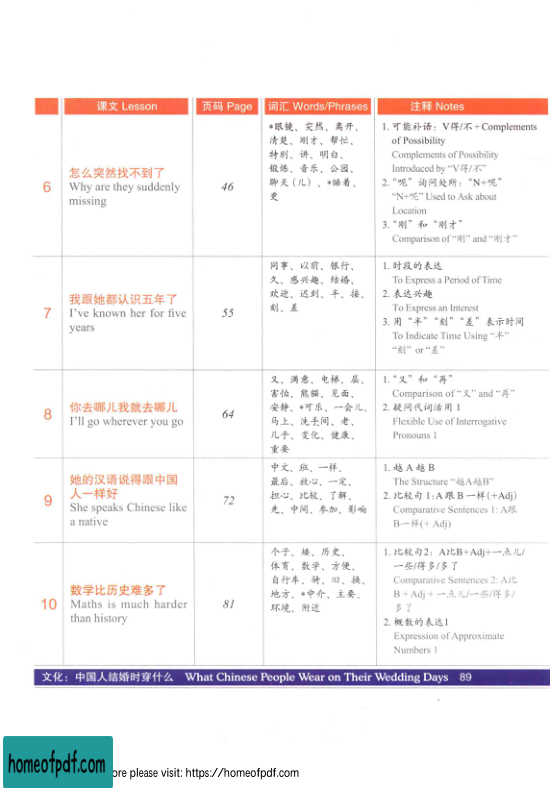 课文 Lesson 页码 Page 词汇 Words/Phrases 注释 Notes
6
怎么突然找不到了
Why are they suddenly
missing
46
*眼镜、突然、离开、
清楚、刚才、帮忙、
特别、讲、明白、
锻炼、音乐、公园、
聊天(儿)、*睡着、
更
1. 可能补语：V得/不+Complements
of Possibility
Complements of Possibility
Introduced by “V得/不”
2. “呢”询问处所：“N+呢”
“N+呢” Used to Ask about
Location
3. “刚”和“刚才”
Comparison of “刚” and “刚才”
7
我跟她都认识五年了
I’ve known her for five
years
55
同事、以前、银行、
久、感兴趣、结婚、
欢迎、迟到、半、接、
刻、差
1. 时段的表达
To Express a Period of Time
2. 表达兴趣
To Express an Interest
3. 用“半”“刻”“差”表示时间
To Indicate Time Using “半”
“刻” or “差”
8
你去哪儿我就去哪儿
I’ll go wherever you go
64
又、满意、电梯、层、
害怕、熊猫、见面、
安静、*可乐、一会儿、
马上、洗手间、老、
几乎、变化、健康、
重要
1. “又”和“再”
Comparison of “又” and “再”
2. 疑问代词活用 1
Flexible Use of Interrogative
Pronouns 1
9
她的汉语说得跟中国
人一样好
She speaks Chinese like
a native
72
中文、班、一样、
最后、放心、一定、
担心、比较、了解、
先、中间、参加、影响
1. 越 A 越 B
The Structure “越A越B”
2. 比较句 1：A 跟 B 一样(+Adj)
Comparative Sentences 1: A跟
B一样(+ Adj)
10
数学比历史难多了
Maths is much harder
than history
81
个子、矮、历史、
体育、数学、方便、
自行车、骑、旧、换、
地方、*中介、主要、
环境、附近
1. 比较句2：A比B+Adj+一点儿/
一些/得多/多了
Comparative Sentences 2: A比
B + Adj + 一点儿/一些/得多/
多了
2. 概数的表达1
Expression of Approximate
Numbers 1
文化：中国人结婚时穿什么 What Chinese People Wear on Their Wedding Days 89
homeofpdf.com ore please visit: https://homeofpdf.com